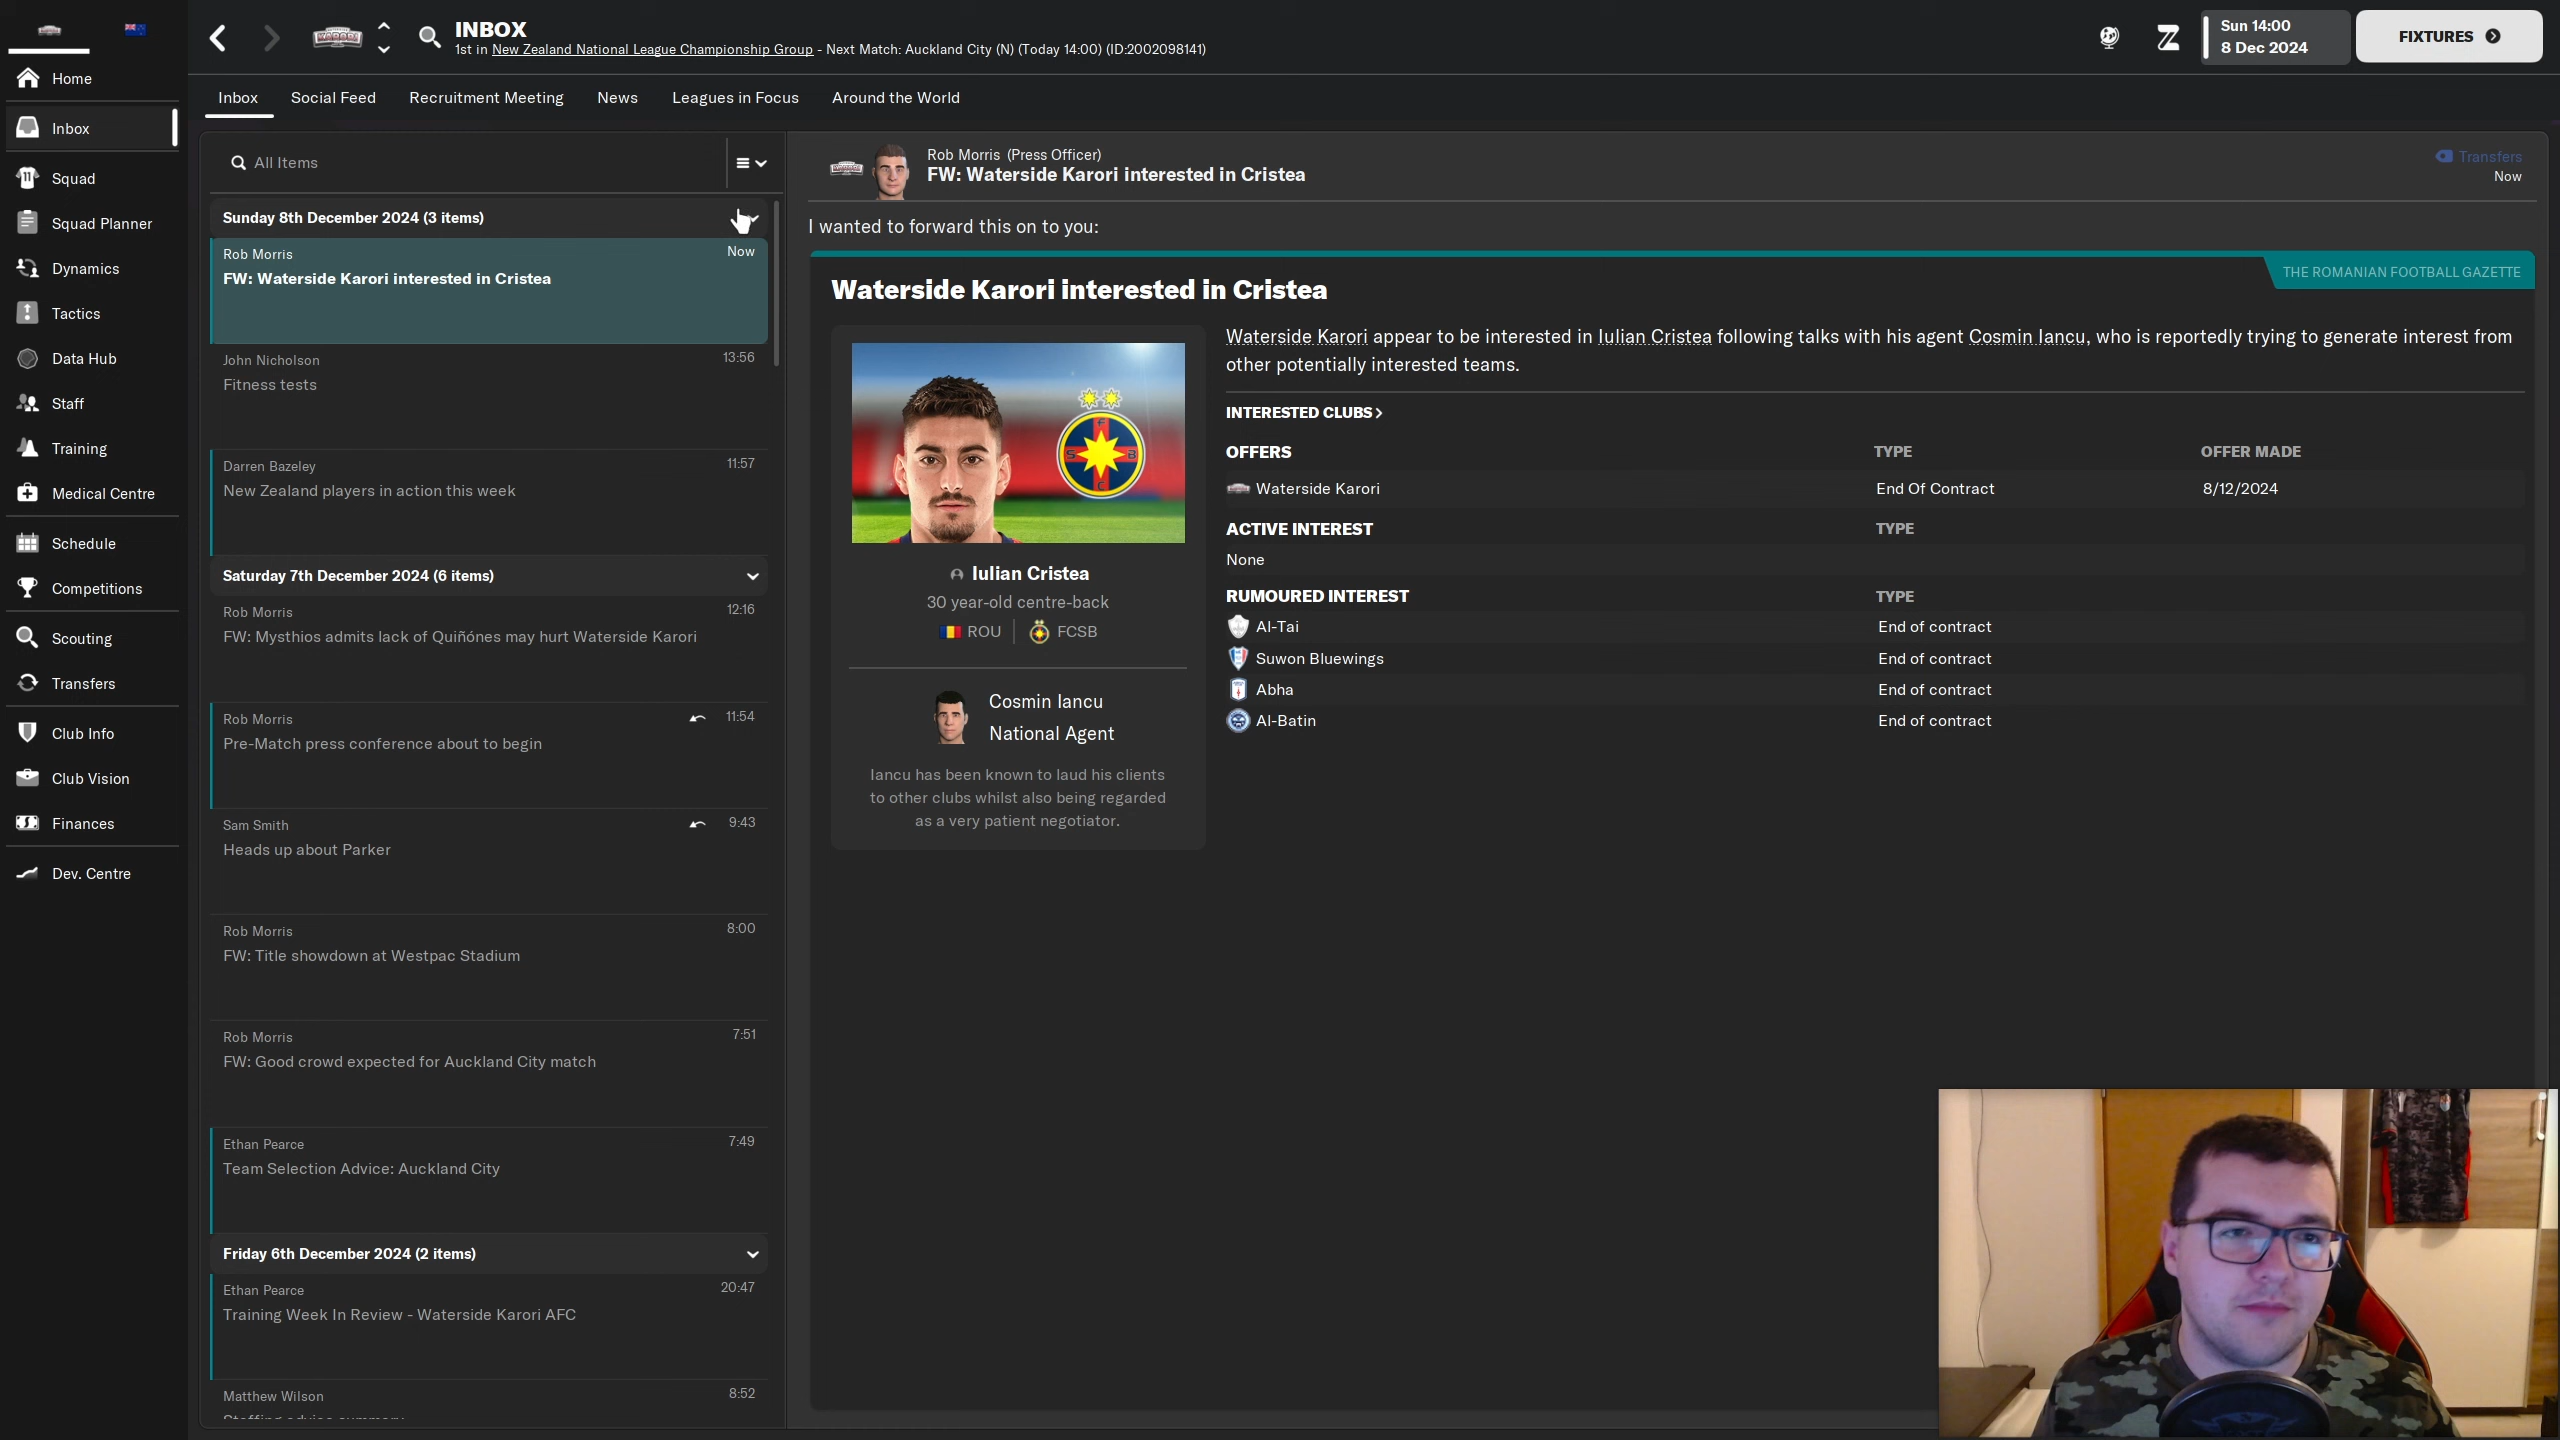 INBOX
1st in New Zealand National League Championship Group - Next Match: Auckland City (N) (Today 14:00) (ID:2002098141)
Sun 14:00
8 Dec 2024
FIXTURES
Home
Inbox
Squad
Squad Planner
Dynamics
Tactics
Data Hub
Staff
Training
Medical Centre
Schedule
Competitions
Scouting
Transfers
Club Info
Club Vision
Finances
Dev. Centre
Inbox Social Feed Recruitment Meeting News Leagues in Focus Around the World
All Items
Sunday 8th December 2024 (3 items)
Rob Morris Now
FW: Waterside Karori interested in Cristea
John Nicholson 13:56
Fitness tests
Darren Bazeley 11:57
New Zealand players in action this week
Saturday 7th December 2024 (6 items)
Rob Morris 12:16
FW: Mysthios admits lack of Quiñónes may hurt Waterside Karori
Rob Morris 11:54
Pre-Match press conference about to begin
Sam Smith 9:43
Heads up about Parker
Rob Morris 8:00
FW: Title showdown at Westpac Stadium
Rob Morris 7:51
FW: Good crowd expected for Auckland City match
Ethan Pearce 7:49
Team Selection Advice: Auckland City
Friday 6th December 2024 (2 items)
Ethan Pearce 20:47
Training Week In Review - Waterside Karori AFC
Matthew Wilson 8:52
Rob Morris (Press Officer)
FW: Waterside Karori interested in Cristea
Transfers
Now
I wanted to forward this on to you:
THE ROMANIAN FOOTBALL GAZETTE
Waterside Karori interested in Cristea
Iulian Cristea
30 year-old centre-back
ROU FCSB
Cosmin Iancu
National Agent
Iancu has been known to laud his clients
to other clubs whilst also being regarded
as a very patient negotiator.
Waterside Karori appear to be interested in Iulian Cristea following talks with his agent Cosmin Iancu, who is reportedly trying to generate interest from
other potentially interested teams.
INTERESTED CLUBS
OFFERS TYPE OFFER MADE
Waterside Karori End Of Contract 8/12/2024
ACTIVE INTEREST TYPE
None
RUMOURED INTEREST TYPE
Al-Tai End of contract
Suwon Bluewings End of contract
Abha End of contract
Al-Batin End of contract